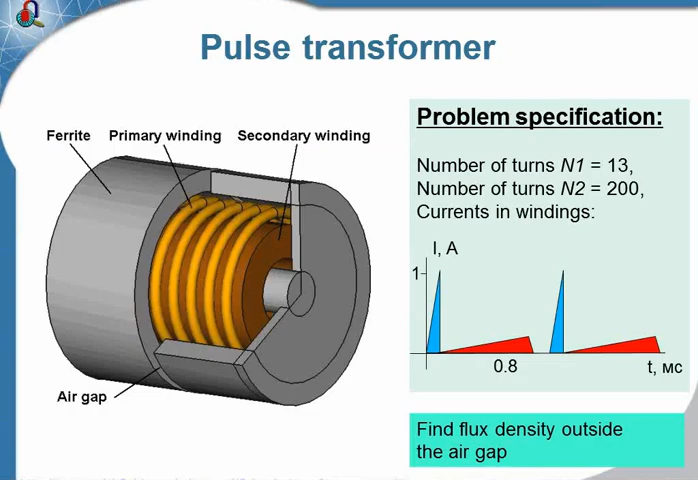 Pulse transformer
Ferrite
Primary winding
Secondary winding
Air gap
Problem specification:
Number of turns N1 = 13,
Number of turns N2 = 200,
Currents in windings:
I, A
1
0.8
t, мс
Find flux density outside
the air gap